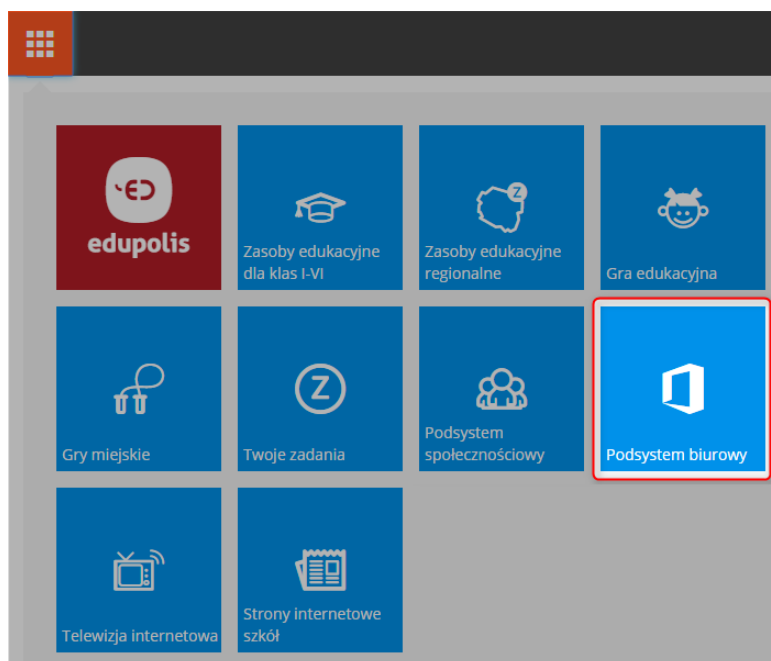 edupolis
Zasoby edukacyjne
dla klas I-VI
Z
Zasoby edukacyjne
regionalne
Gra edukacyjna
Gry miejskie
Z
Twoje zadania
Podsystem
społecznościowy
Podsystem biurowy
Telewizja internetowa
Strony internetowe
szkół